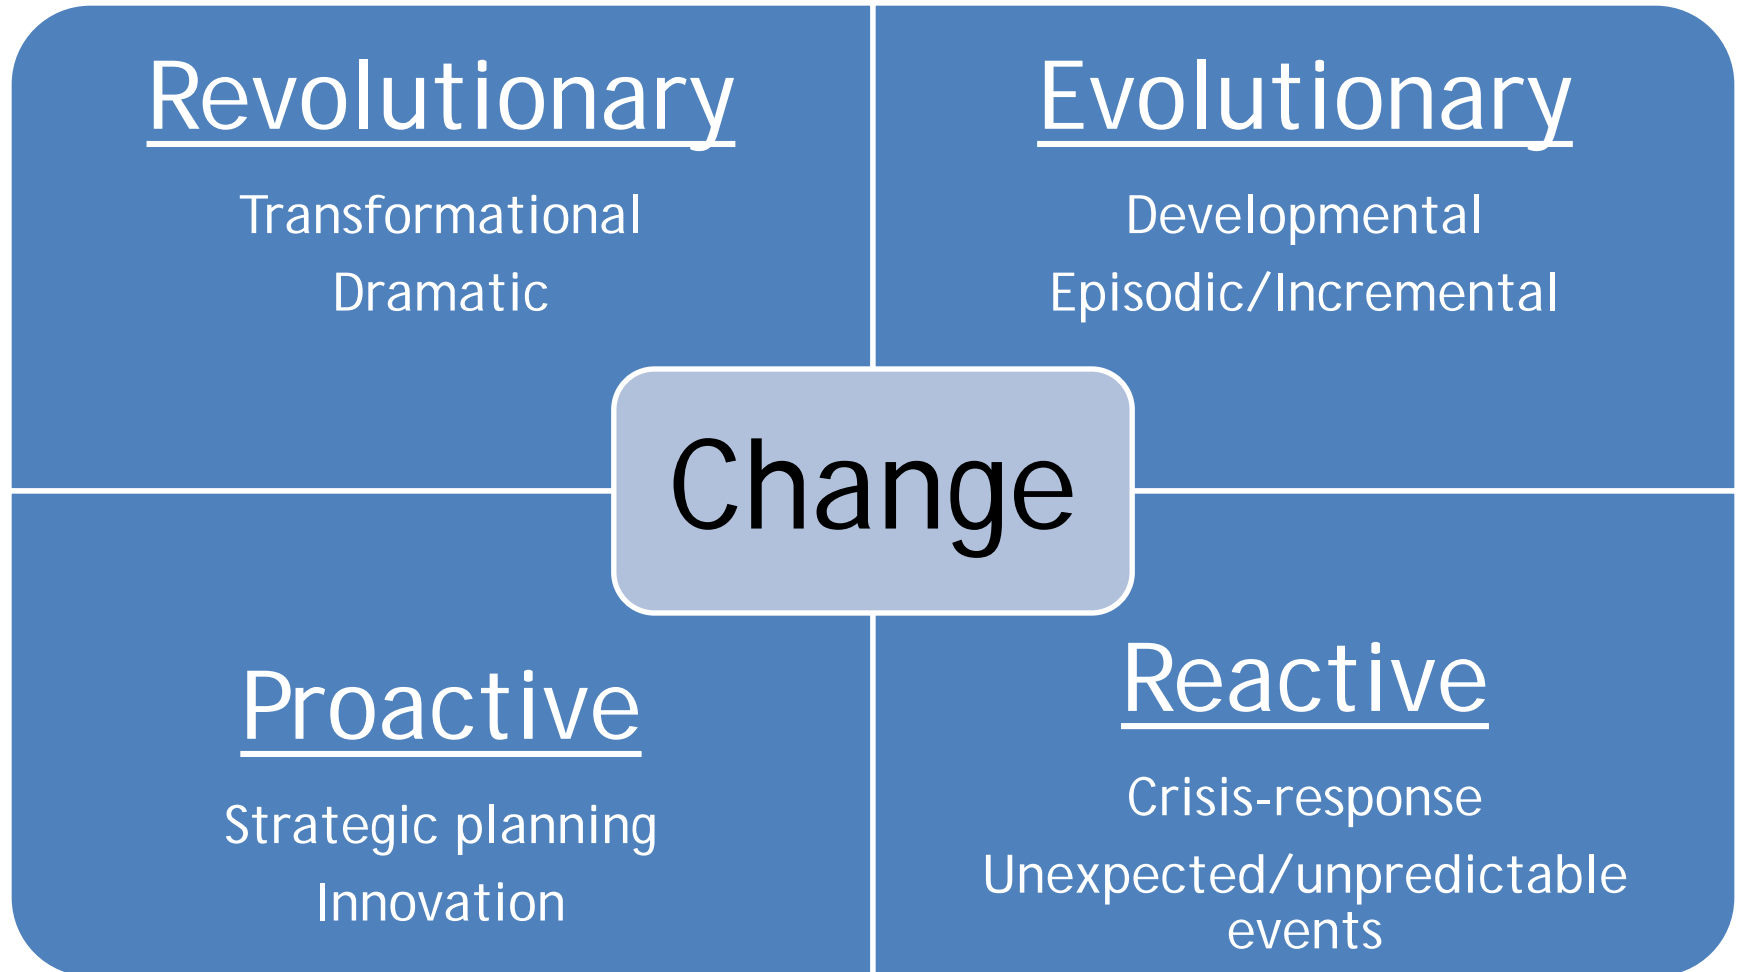 Revolutionary
Transformational
Dramatic
Evolutionary
Developmental
Episodic/Incremental
Change
Proactive
Strategic planning
Innovation
Reactive
Crisis-response
Unexpected/unpredictable
events